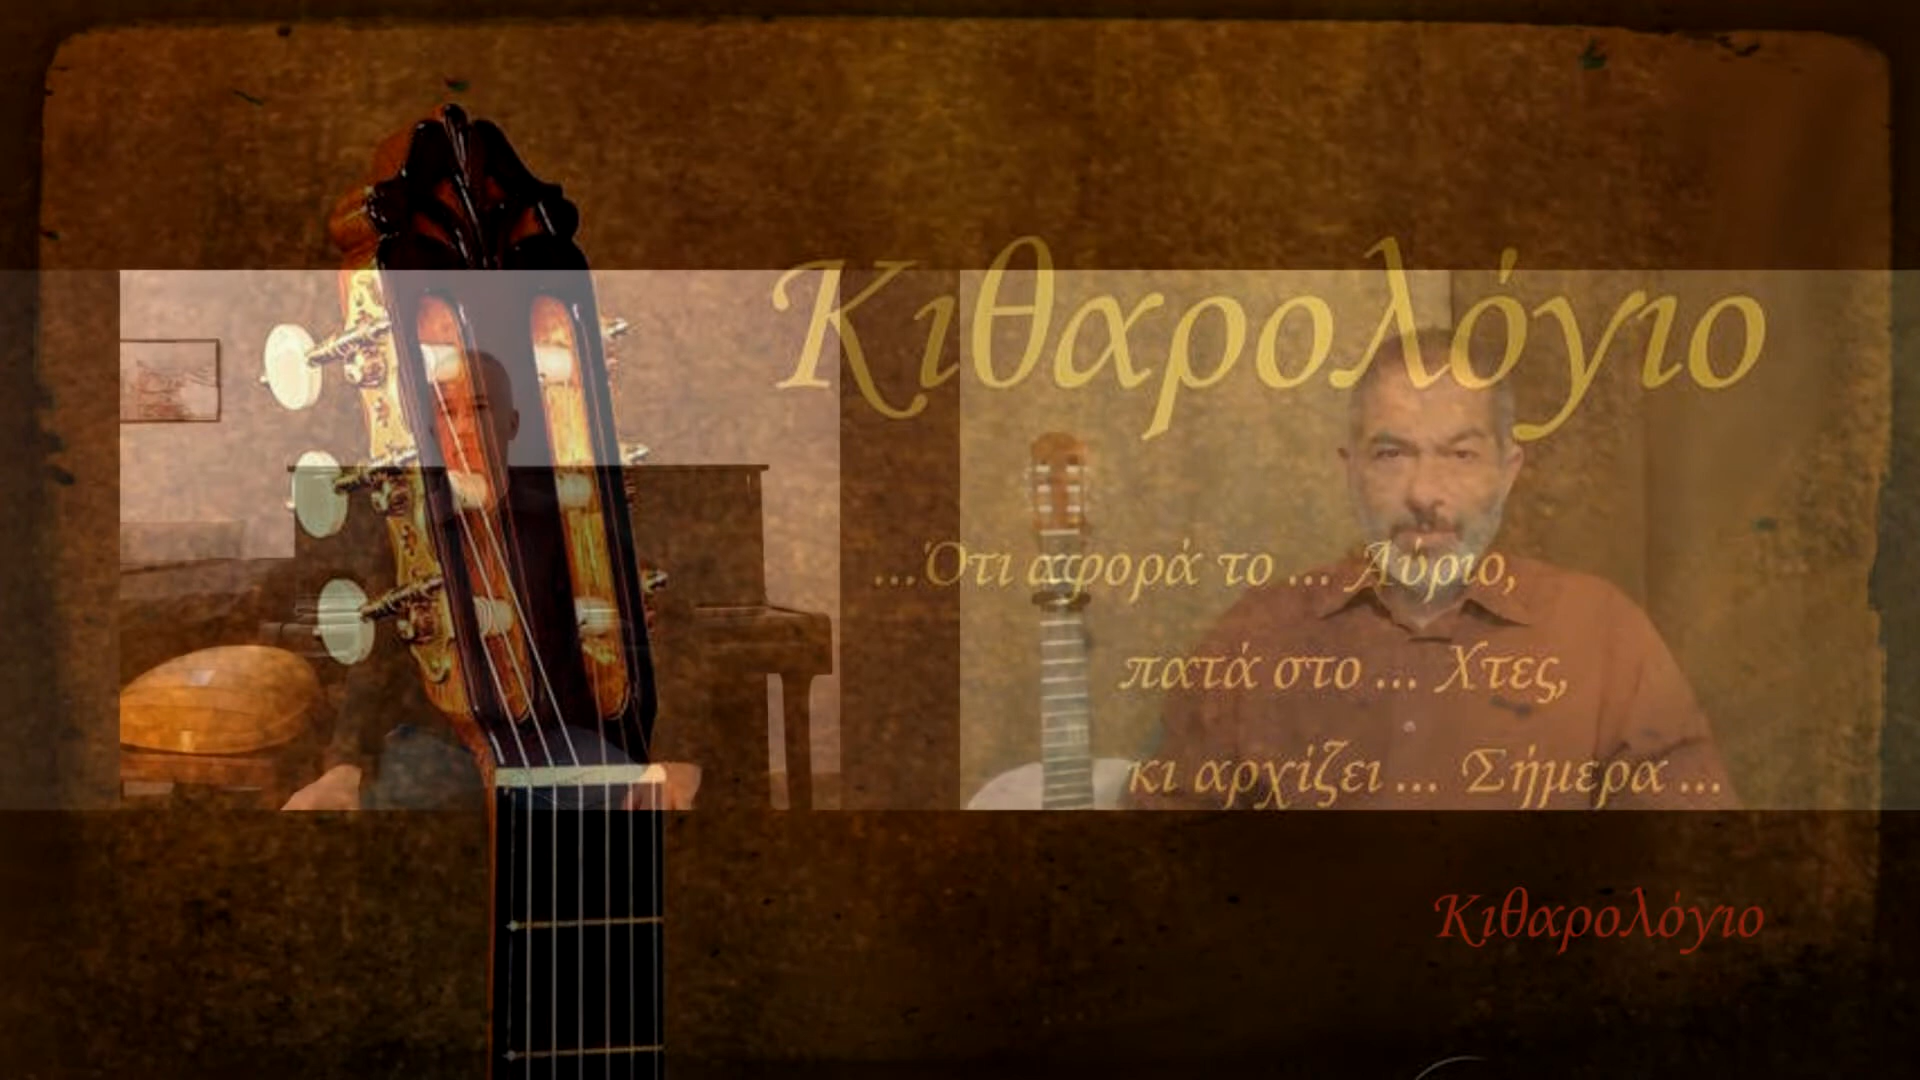 Κιθαρολόγιο
...Ότι αφορά το ... Αύριο,
πατά στο ... Χτες,
κι αρχίζει ... Σήμερα ...
Κιθαρολόγιο